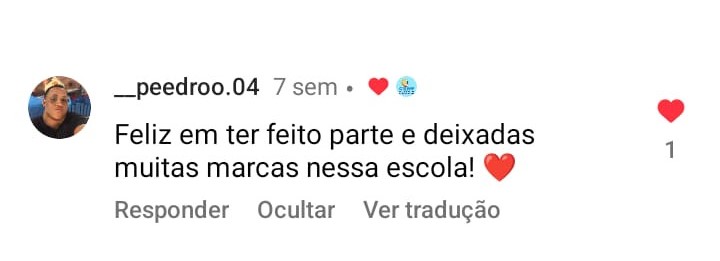 __peedroo.04 7 sem •
Feliz em ter feito parte e deixadas
muitas marcas nessa escola! ❤️
1
Responder Ocultar Ver tradução